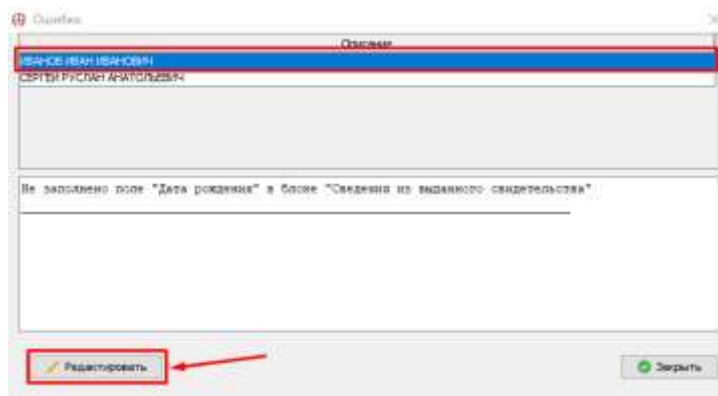 Ошибка
Описание
ИВАНОВ ИВАН ИВАНОВИЧ
СЕРГЕЙ РУСЛАН АНАТОЛЬЕВИЧ
Не заполнено поле "Дата рождения" в блоке "Сведения из выданного свидетельства"
Редактировать
Закрыть